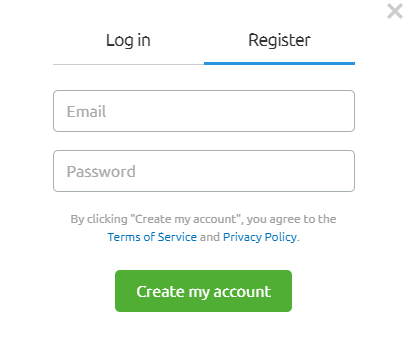 Log in Register
Email
Password
By clicking "Create my account", you agree to the
Terms of Service and Privacy Policy.
Create my account